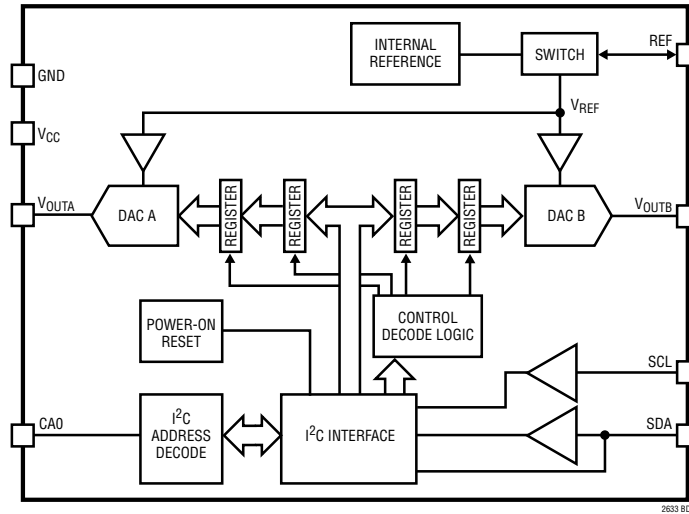 INTERNAL
REFERENCE
SWITCH
REF
GND
VREF
VCC
VOUTA
DAC A
REGISTER
REGISTER
REGISTER
REGISTER
DAC B
VOUTB
POWER-ON
RESET
CONTROL
DECODE LOGIC
SCL
CA0
I2C
ADDRESS
DECODE
I2C INTERFACE
SDA
2633 BD